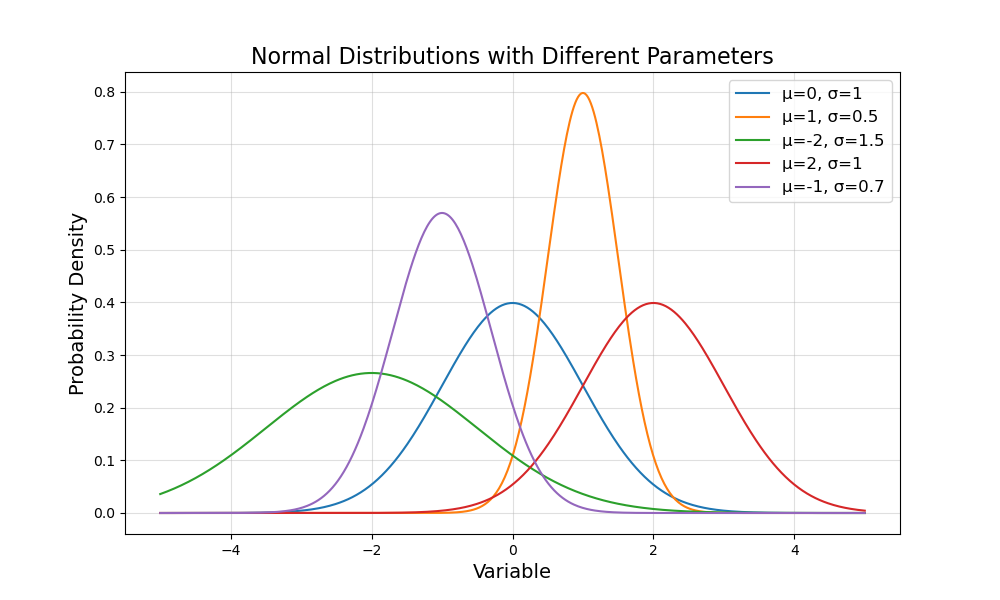 Normal Distributions with Different Parameters
μ=0, σ=1
μ=1, σ=0.5
μ=-2, σ=1.5
μ=2, σ=1
μ=-1, σ=0.7
Probability Density
0.8
0.7
0.6
0.5
0.4
0.3
0.2
0.1
0.0
−4 −2 0 2 4
Variable